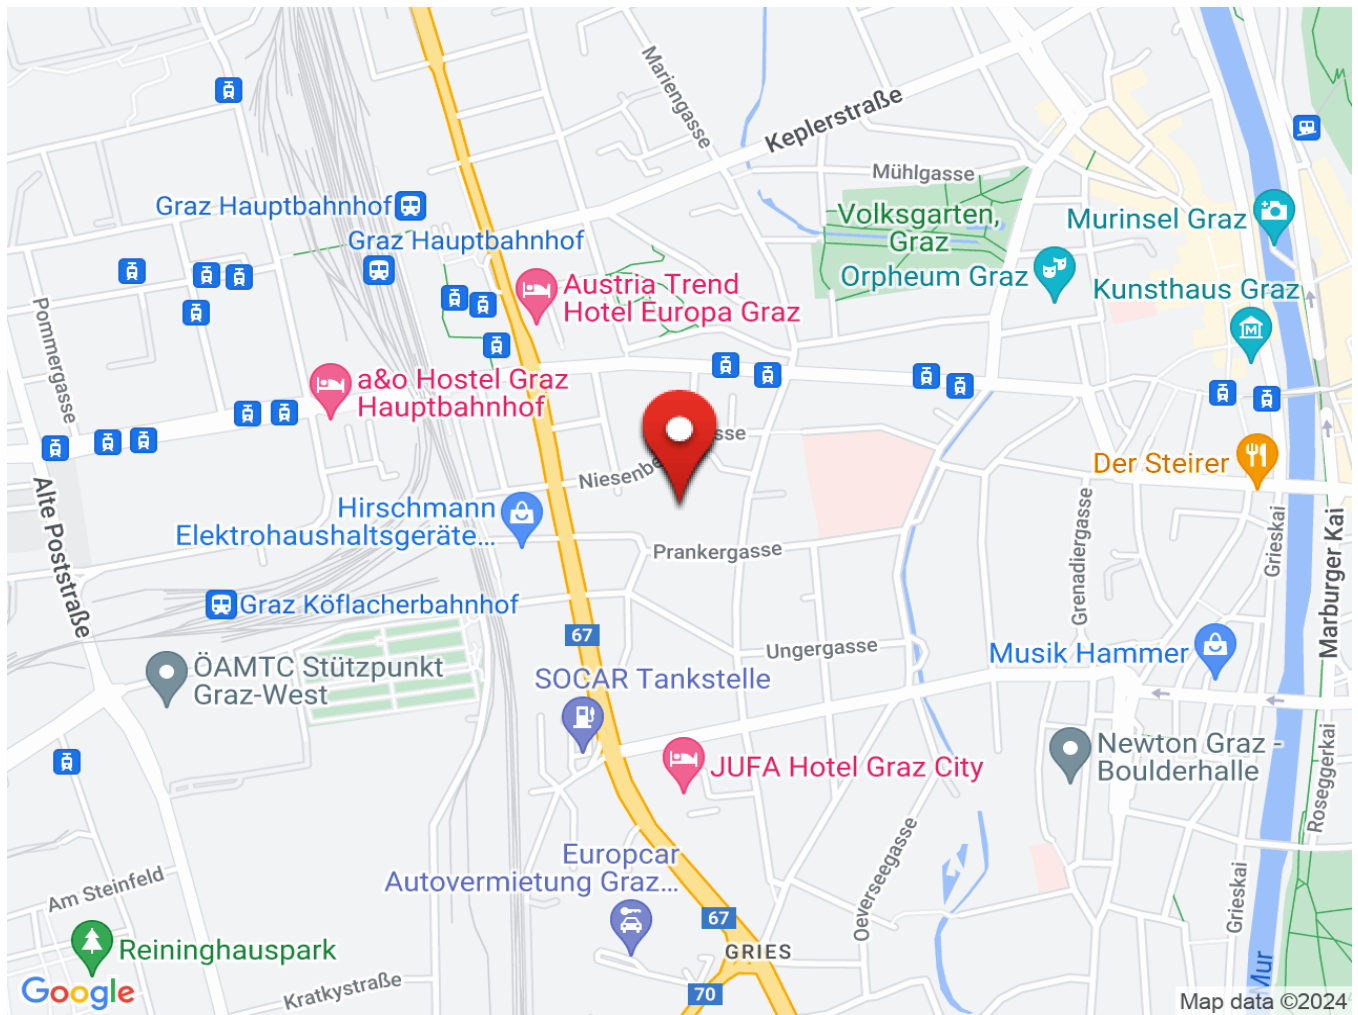 Mariengasse
Keplerstraße
Mühlgasse
Graz Hauptbahnhof
Volksgarten,
Graz
Murinsel Graz
Graz Hauptbahnhof
Orpheum Graz
Kunsthaus Graz
Austria Trend
Hotel Europa Graz
Pommergasse
a&o Hostel Graz
Hauptbahnhof
sse
Niesenbe
Der Steirer
Alte Poststraße
Hirschmann
Elektrohaushaltsgeräte...
Prankergasse
Grenadiergasse
Grieskai
Marburger Kai
Graz Köflacherbahnhof
67
Ungergasse
Musik Hammer
ÖAMTC Stützpunkt
Graz-West
SOCAR Tankstelle
JUFA Hotel Graz City
Newton Graz -
Boulderhalle
Roseggerkai
Europcar
Autovermietung Graz...
Oeverseegasse
Am Steinfeld
67
GRIES
Grieskai
Mur
Reininghauspark
Kratkystraße
70
Google
Map data ©2024